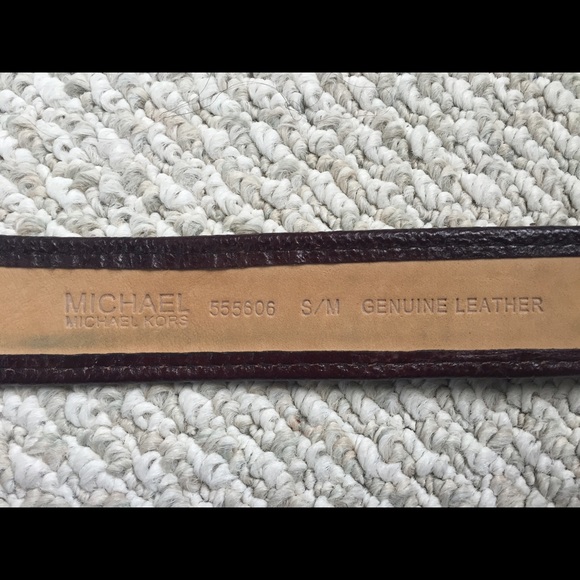 MICHAEL 555606 S/M GENUINE LEATHER
MICHAEL KORS